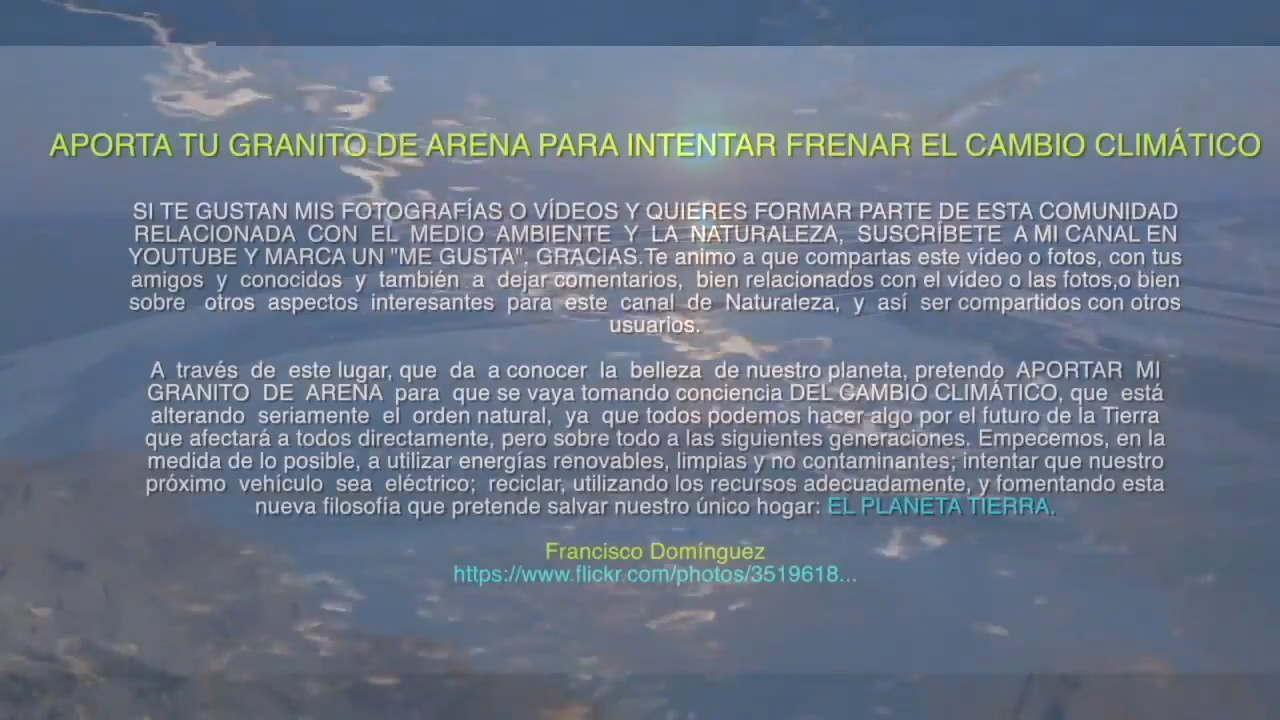 APORTA TU GRANITO DE ARENA PARA INTENTAR FRENAR EL CAMBIO CLIMÁTICO
SI TE GUSTAN MIS FOTOGRAFÍAS O VÍDEOS Y QUIERES FORMAR PARTE DE ESTA COMUNIDAD
RELACIONADA CON EL MEDIO AMBIENTE Y LA NATURALEZA, SUSCRÍBETE A MI CANAL EN
YOUTUBE Y MARCA UN "ME GUSTA". GRACIAS.Te animo a que compartas este vídeo o fotos, con tus
amigos y conocidos y también a dejar comentarios, bien relacionados con el vídeo o las fotos,o bien
sobre otros aspectos interesantes para este canal de Naturaleza, y así ser compartidos con otros
usuarios.
A través de este lugar, que da a conocer la belleza de nuestro planeta, pretendo APORTAR MI
GRANITO DE ARENA para que se vaya tomando conciencia DEL CAMBIO CLIMÁTICO, que está
alterando seriamente el orden natural, ya que todos podemos hacer algo por el futuro de la Tierra
que afectará a todos directamente, pero sobre todo a las siguientes generaciones. Empecemos, en la
medida de lo posible, a utilizar energías renovables, limpias y no contaminantes; intentar que nuestro
próximo vehículo sea eléctrico; reciclar, utilizando los recursos adecuadamente, y fomentando esta
nueva filosofía que pretende salvar nuestro único hogar: EL PLANETA TIERRA.
Francisco Domínguez
https://www.flickr.com/photos/3519618...